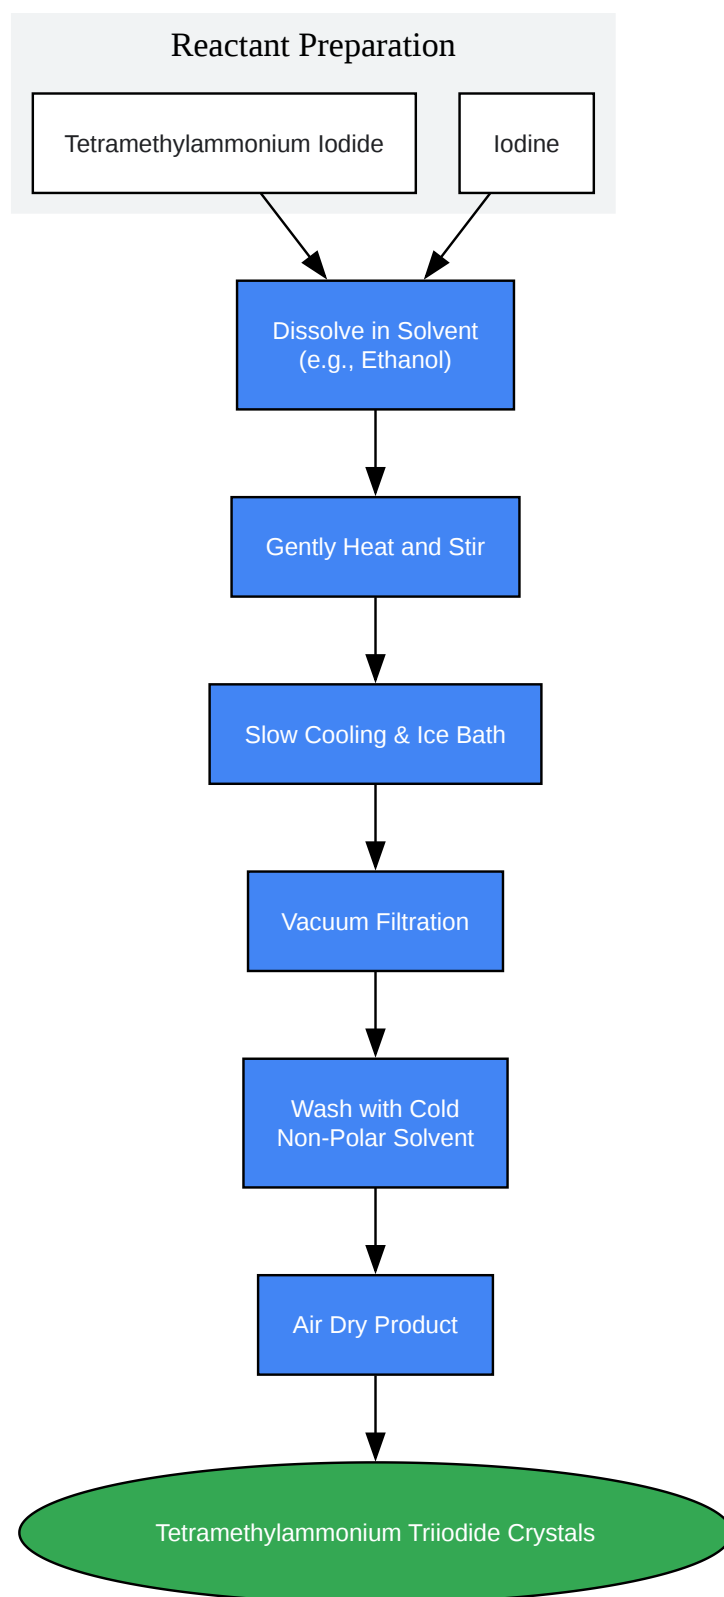 Reactant Preparation
Tetramethylammonium Iodide
Iodine
Dissolve in Solvent
(e.g., Ethanol)
Gently Heat and Stir
Slow Cooling & Ice Bath
Vacuum Filtration
Wash with Cold
Non-Polar Solvent
Air Dry Product
Tetramethylammonium Triiodide Crystals